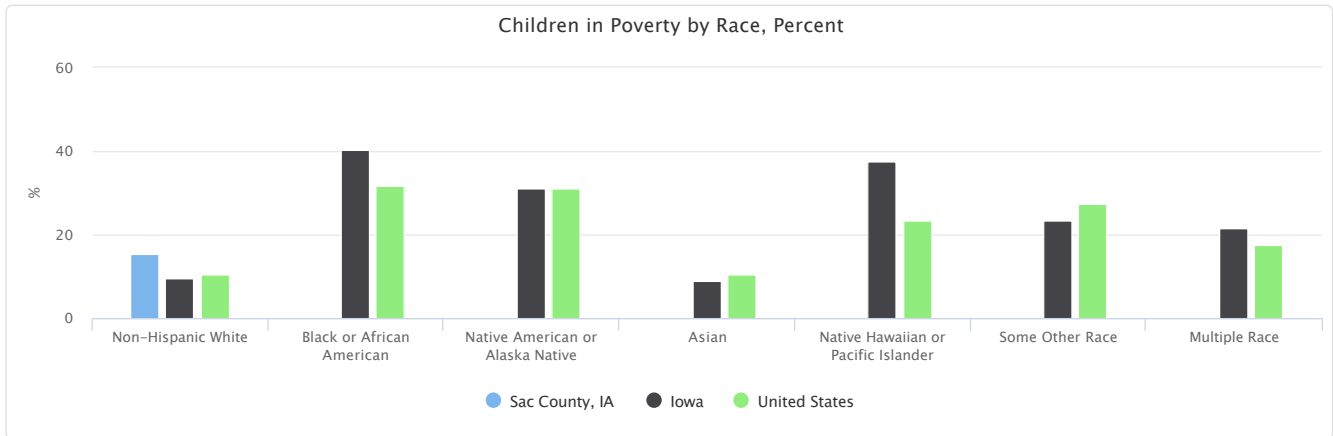 Children in Poverty by Race, Percent
60
40
20
0
%
Non-Hispanic White
Black or African
American
Native American or
Alaska Native
Asian
Native Hawaiian or
Pacific Islander
Some Other Race
Multiple Race
Sac County, IA
Iowa
United States